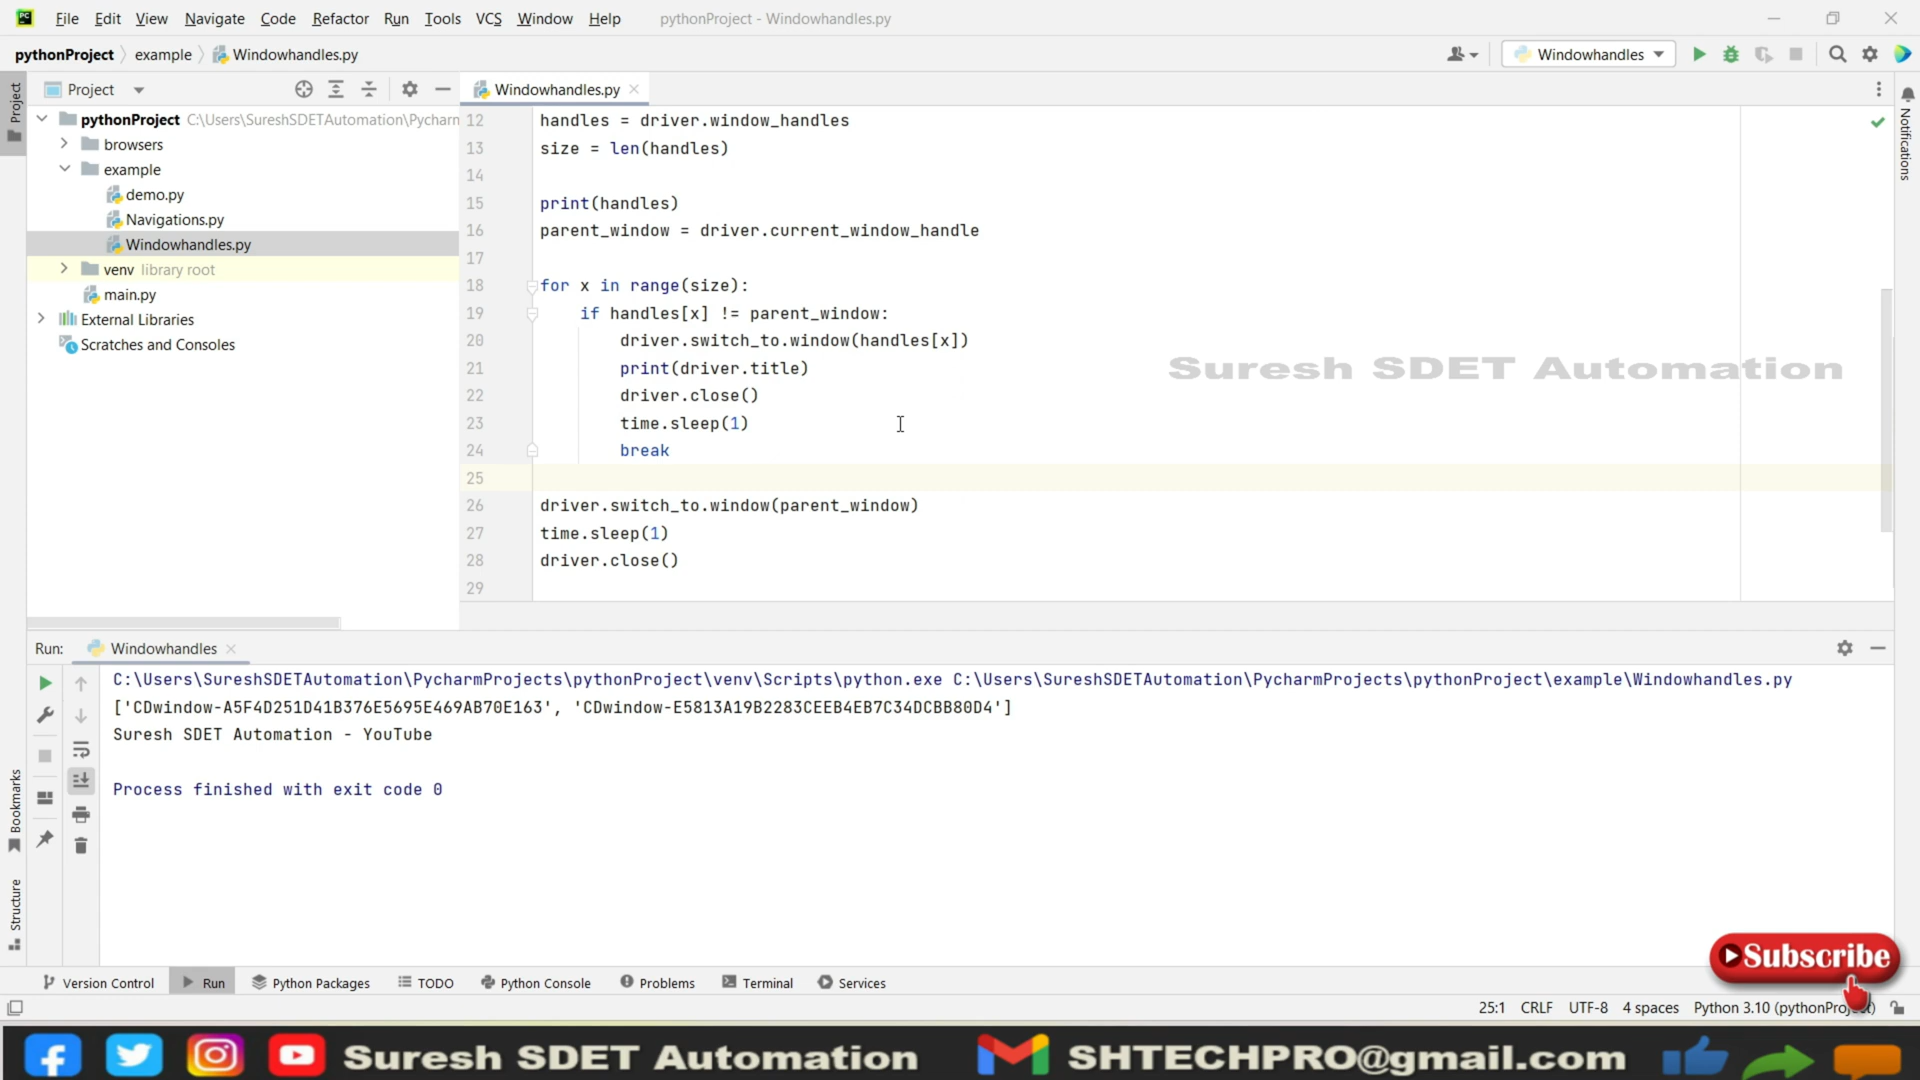 File Edit View Navigate Code Refactor Run Tools VCS Window Help pythonProject - Windowhandles.py
pythonProject example Windowhandles.py Windowhandles
Project Windowhandles.py
Project
Notifications
pythonProject C:\Users\SureshSDETAutomation\Pycharm
browsers
example
demo.py
Navigations.py
Windowhandles.py
venv library root
main.py
External Libraries
Scratches and Consoles
12 handles = driver.window_handles
13 size = len(handles)
14
15 print(handles)
16 parent_window = driver.current_window_handle
17
18 for x in range(size):
19 if handles[x] != parent_window:
20 driver.switch_to.window(handles[x])
21 print(driver.title)
22 driver.close()
23 time.sleep(1)
24 break
25
26 driver.switch_to.window(parent_window)
27 time.sleep(1)
28 driver.close()
29
Suresh SDET Automation
Run: Windowhandles
C:\Users\SureshSDETAutomation\PycharmProjects\pythonProject\venv\Scripts\python.exe C:\Users\SureshSDETAutomation\PycharmProjects\pythonProject\example\Windowhandles.py
['CDwindow-A5F4D251D41B376E5695E469AB70E163', 'CDwindow-E5813A19B2283CEEB4EB7C34DCBB80D4']
Suresh SDET Automation - YouTube
Process finished with exit code 0
Bookmarks
Structure
Subscribe
Version Control Run Python Packages TODO Python Console Problems Terminal Services
25:1 CRLF UTF-8 4 spaces Python 3.10 (pythonProject)
Suresh SDET Automation SHTECHPRO@gmail.com